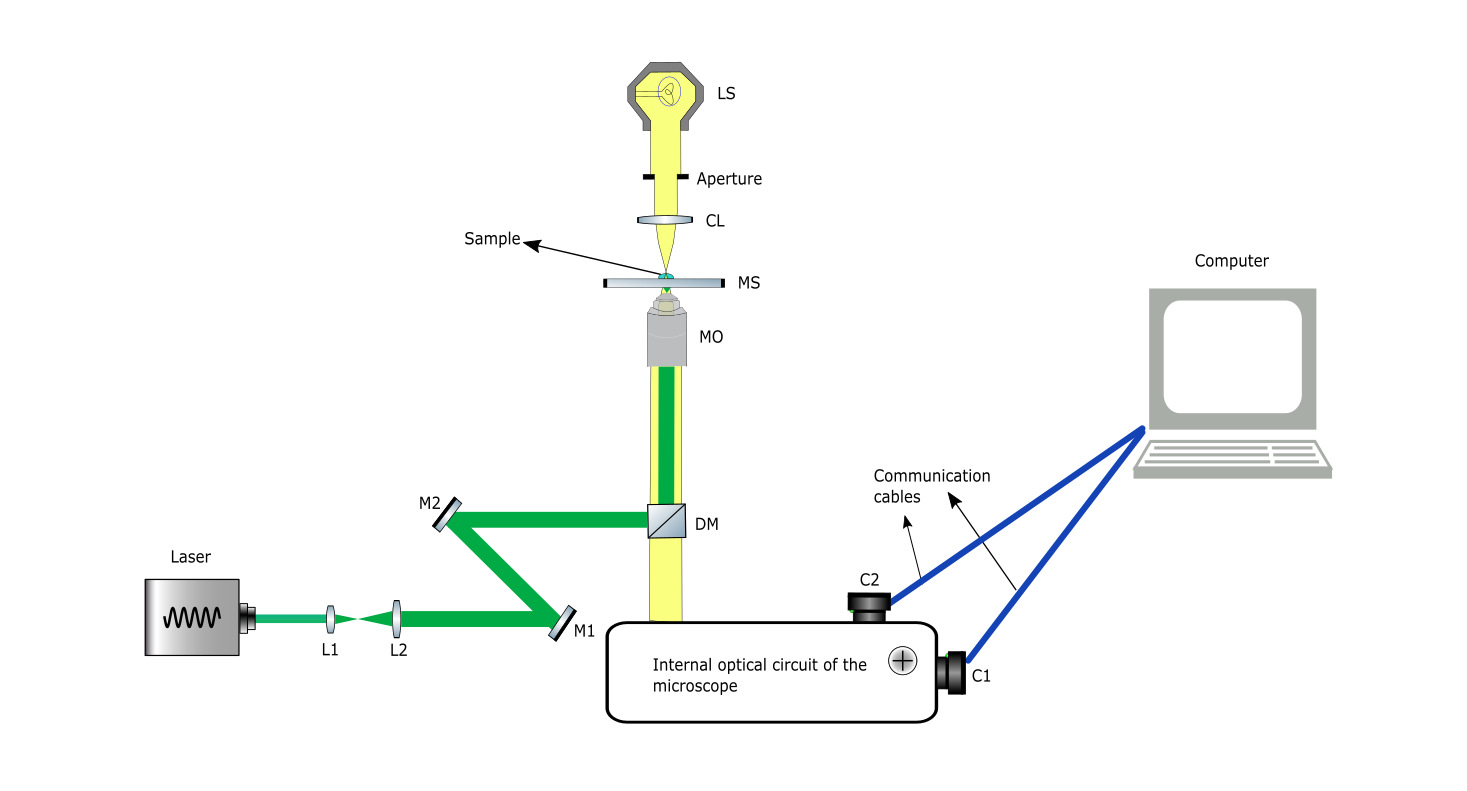 LS
Aperture
CL
Sample
MS
MO
Computer
Communication
cables
M2
DM
Laser
C2
M1
L1
L2
Internal optical circuit of the
microscope
C1